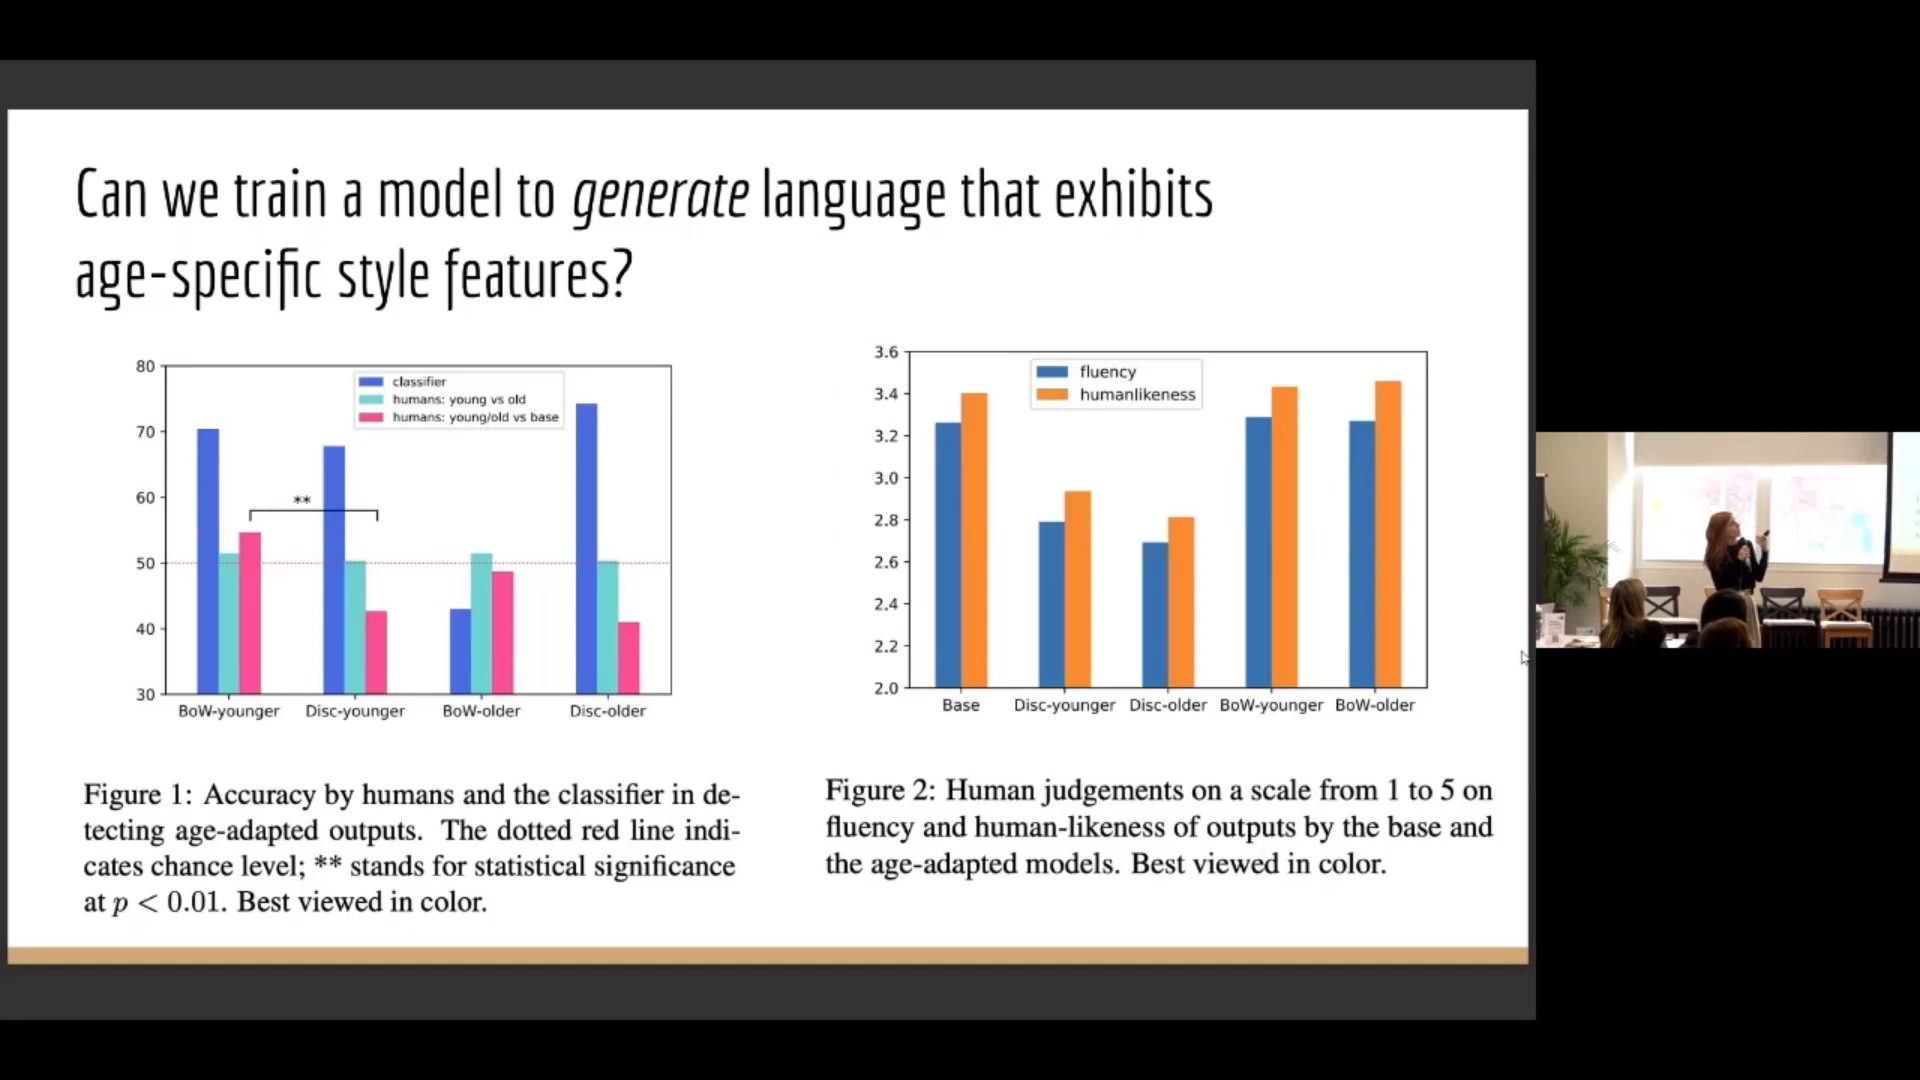 Can we train a model to generate language that exhibits
age-specific style features?
80
70
60
50
40
30
classifier
humans: young vs old
humans: young/old vs base
**
BoW-younger
Disc-younger
BoW-older
Disc-older
3.6
3.4
3.2
3.0
2.8
2.6
2.4
2.2
2.0
fluency
humanlikeness
Base
Disc-younger
Disc-older
BoW-younger
BoW-older
Figure 1: Accuracy by humans and the classifier in de-
tecting age-adapted outputs. The dotted red line indi-
cates chance level; ** stands for statistical significance
at p < 0.01. Best viewed in color.
Figure 2: Human judgements on a scale from 1 to 5 on
fluency and human-likeness of outputs by the base and
the age-adapted models. Best viewed in color.